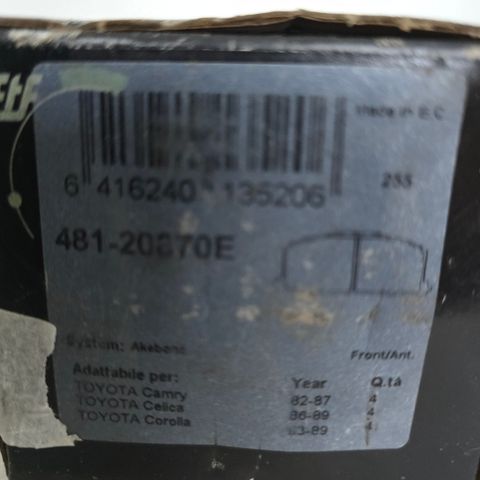 made in E.C
6 416240 135206
255
481-20870E
System: Akebono
Front/Ant.
Adattabile per: Year Q.tà
TOYOTA Camry 82-87 4
TOYOTA Celica 86-89 4
TOYOTA Corolla 83-89 4